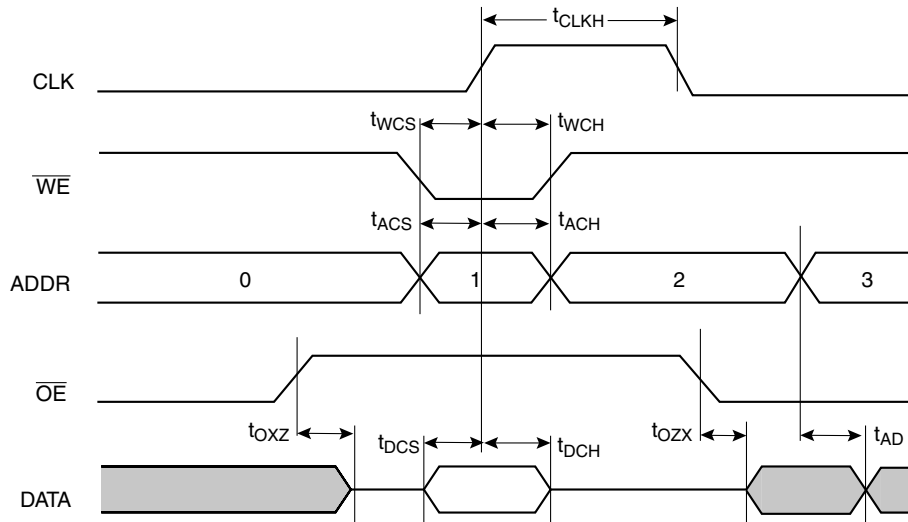 tCLKH
CLK
tWCS tWCH
WE
tACS tACH
ADDR 0 1 2 3
OE
tOXZ tDCS tDCH tOZX tAD
DATA